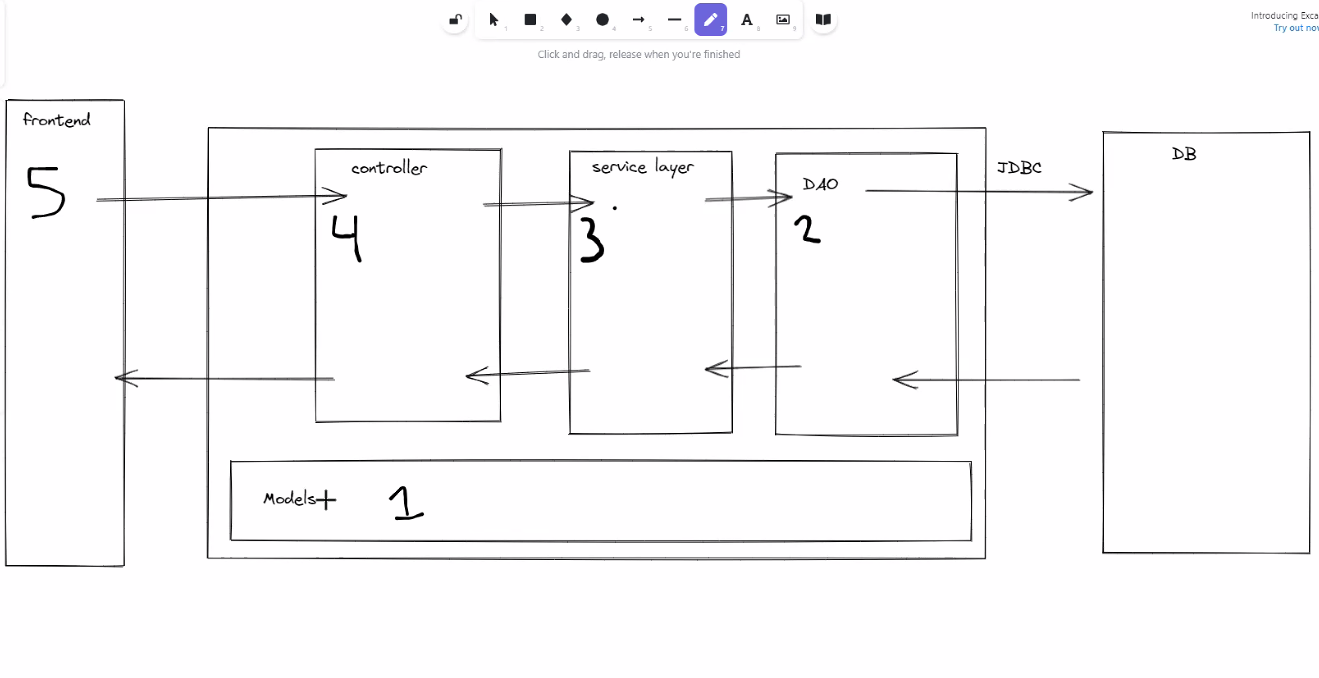 1
2
3
4
5
6
7
8
9
Introducing Exca
Try out nov
Click and drag, release when you're finished
frontend
5
controller
4
service layer
3
DAO
2
JDBC
DB
Models+
1